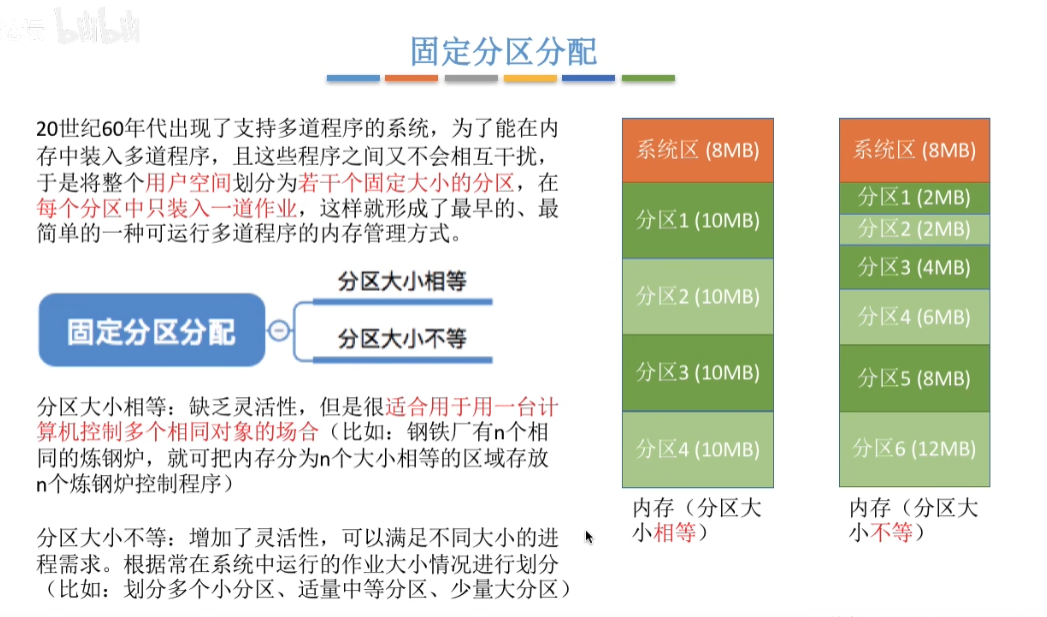 bilibili
固定分区分配
20世纪60年代出现了支持多道程序的系统，为了能在内
存中装入多道程序，且这些程序之间又不会相互干扰，
于是将整个用户空间划分为若干个固定大小的分区，在
每个分区中只装入一道作业，这样就形成了最早的、最
简单的一种可运行多道程序的内存管理方式。
固定分区分配
分区大小相等
分区大小不等
分区大小相等：缺乏灵活性，但是很适合用于用一台计
算机控制多个相同对象的场合（比如：钢铁厂有n个相
同的炼钢炉，就可把内存分为n个大小相等的区域存放
n个炼钢炉控制程序）
分区大小不等：增加了灵活性，可以满足不同大小的进
程需求。根据常在系统中运行的作业大小情况进行划分
（比如：划分多个小分区、适量中等分区、少量大分区）
系统区 (8MB)
分区1 (10MB)
分区2 (10MB)
分区3 (10MB)
分区4 (10MB)
内存（分区大
小相等）
系统区 (8MB)
分区1 (2MB)
分区2 (2MB)
分区3 (4MB)
分区4 (6MB)
分区5 (8MB)
分区6 (12MB)
内存（分区大
小不等）